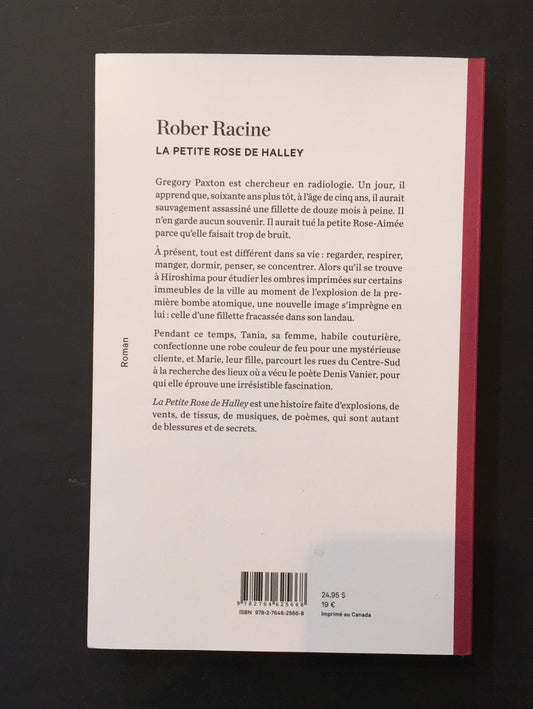 Rober Racine
LA PETITE ROSE DE HALLEY
Gregory Paxton est chercheur en radiologie. Un jour, il
apprend que, soixante ans plus tôt, à l'âge de cinq ans, il aurait
sauvagement assassiné une fillette de douze mois à peine. Il
n'en garde aucun souvenir. Il aurait tué la petite Rose-Aimée
parce qu'elle faisait trop de bruit.
À présent, tout est différent dans sa vie : regarder, respirer,
manger, dormir, penser, se concentrer. Alors qu'il se trouve
à Hiroshima pour étudier les ombres imprimées sur certains
immeubles de la ville au moment de l'explosion de la pre-
mière bombe atomique, une nouvelle image s'imprègne en
lui : celle d'une fillette fracassée dans son landau.
Pendant ce temps, Tania, sa femme, habile couturière,
confectionne une robe couleur de feu pour une mystérieuse
cliente, et Marie, leur fille, parcourt les rues du Centre-Sud
à la recherche des lieux où a vécu le poète Denis Vanier, pour
qui elle éprouve une irrésistible fascination.
La Petite Rose de Halley est une histoire faite d'explosions, de
vents, de tissus, de musiques, de poèmes, qui sont autant
de blessures et de secrets.
Roman
9 782764 625668
ISBN 978-2-7646-2566-8
24,95 $
19 €
Imprimé au Canada